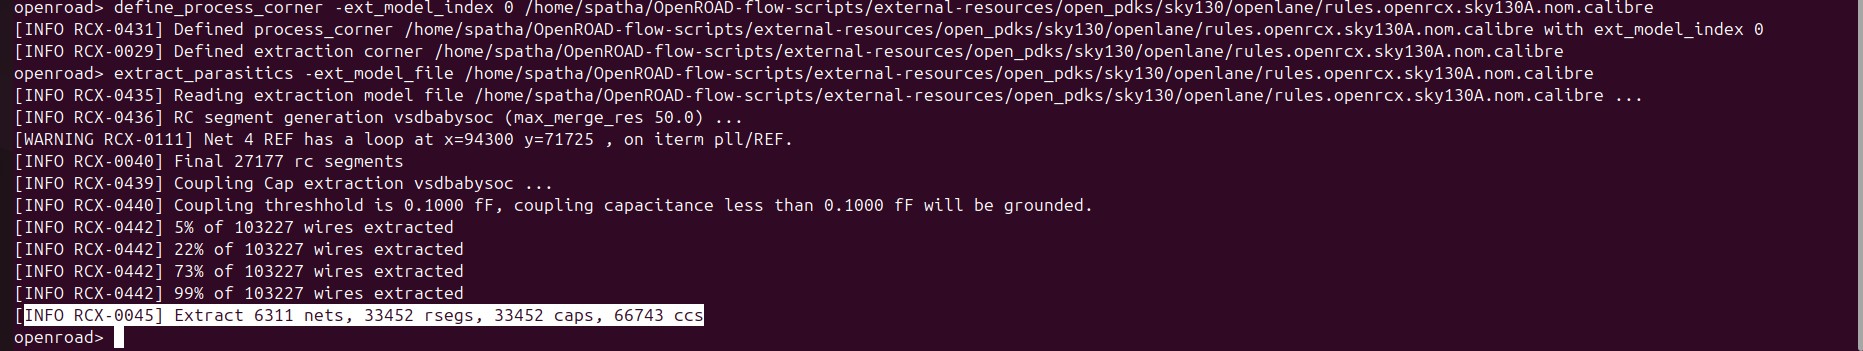 openroad> define_process_corner -ext_model_index 0 /home/spatha/OpenROAD-flow-scripts/external-resources/open_pdks/sky130/openlane/rules.openrcx.sky130A.nom.calibre
[INFO RCX-0431] Defined process_corner /home/spatha/OpenROAD-flow-scripts/external-resources/open_pdks/sky130/openlane/rules.openrcx.sky130A.nom.calibre with ext_model_index 0
[INFO RCX-0029] Defined extraction corner /home/spatha/OpenROAD-flow-scripts/external-resources/open_pdks/sky130/openlane/rules.openrcx.sky130A.nom.calibre
openroad> extract_parasitics -ext_model_file /home/spatha/OpenROAD-flow-scripts/external-resources/open_pdks/sky130/openlane/rules.openrcx.sky130A.nom.calibre
[INFO RCX-0435] Reading extraction model file /home/spatha/OpenROAD-flow-scripts/external-resources/open_pdks/sky130/openlane/rules.openrcx.sky130A.nom.calibre ...
[INFO RCX-0436] RC segment generation vsdbabysoc (max_merge_res 50.0) ...
[WARNING RCX-0111] Net 4 REF has a loop at x=94300 y=71725 , on iterm pll/REF.
[INFO RCX-0040] Final 27177 rc segments
[INFO RCX-0439] Coupling Cap extraction vsdbabysoc ...
[INFO RCX-0440] Coupling threshhold is 0.1000 fF, coupling capacitance less than 0.1000 fF will be grounded.
[INFO RCX-0442] 5% of 103227 wires extracted
[INFO RCX-0442] 22% of 103227 wires extracted
[INFO RCX-0442] 73% of 103227 wires extracted
[INFO RCX-0442] 99% of 103227 wires extracted
[INFO RCX-0045] Extract 6311 nets, 33452 rsegs, 33452 caps, 66743 ccs
openroad>